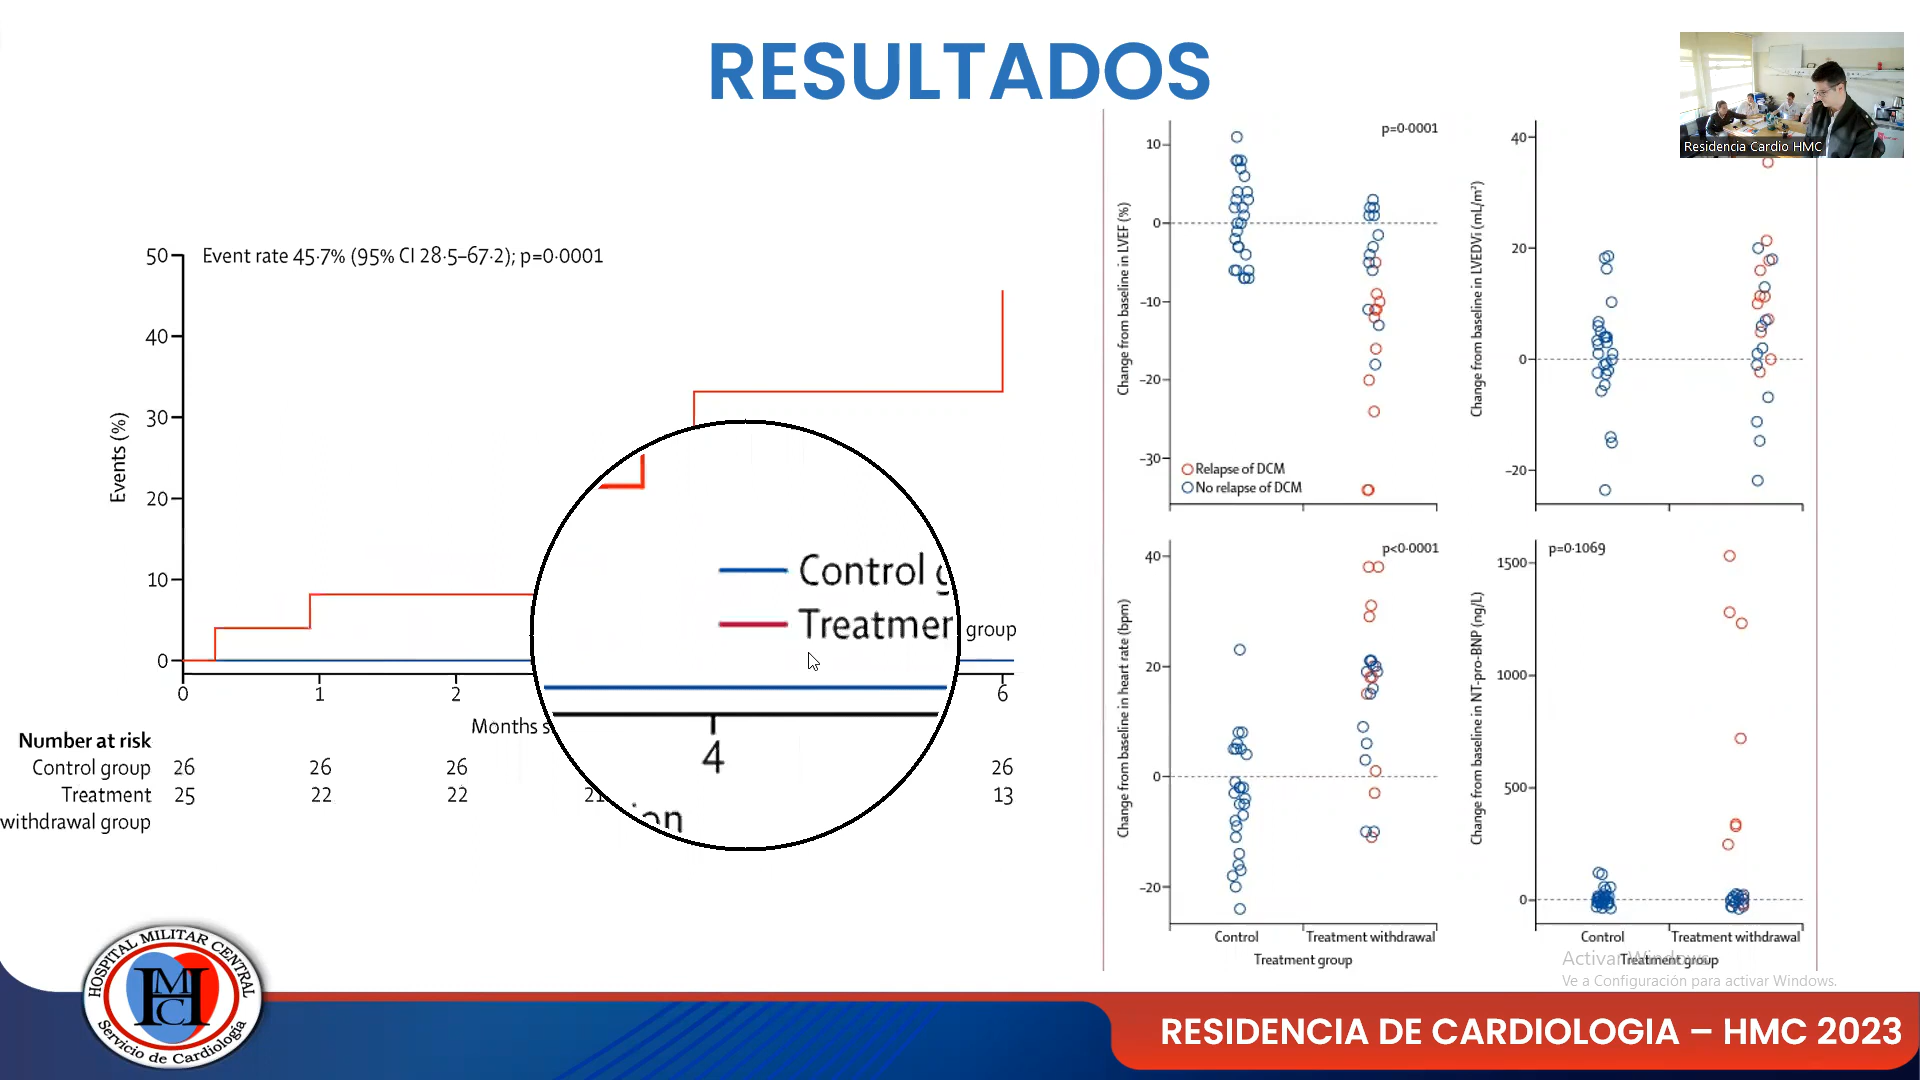 RESULTADOS
Residencia Cardio HMC
Event rate 45·7% (95% CI 28·5–67·2); p=0·0001
Events (%)
50
40
30
20
10
0
0
1
2
6
Months s
Control g
Treatmen
group
4
on
Number at risk
Control group 26 26 26 26
Treatment 25 22 22 21 13
withdrawal group
Change from baseline in LVEF (%)
p=0·0001
10
0
–10
–20
–30
Relapse of DCM
No relapse of DCM
Change from baseline in LVEDVi (mL/m²)
40
20
0
–20
Change from baseline in heart rate (bpm)
p<0·0001
40
20
0
–20
Control
Treatment withdrawal
Treatment group
Change from baseline in NT-pro-BNP (ng/L)
p=0·1069
1500
1000
500
0
Control
Treatment withdrawal
Treatment group
Activar Windows
Ve a Configuración para activar Windows.
HOSPITAL MILITAR CENTRAL
HMC
Servicio de Cardiología
RESIDENCIA DE CARDIOLOGIA – HMC 2023